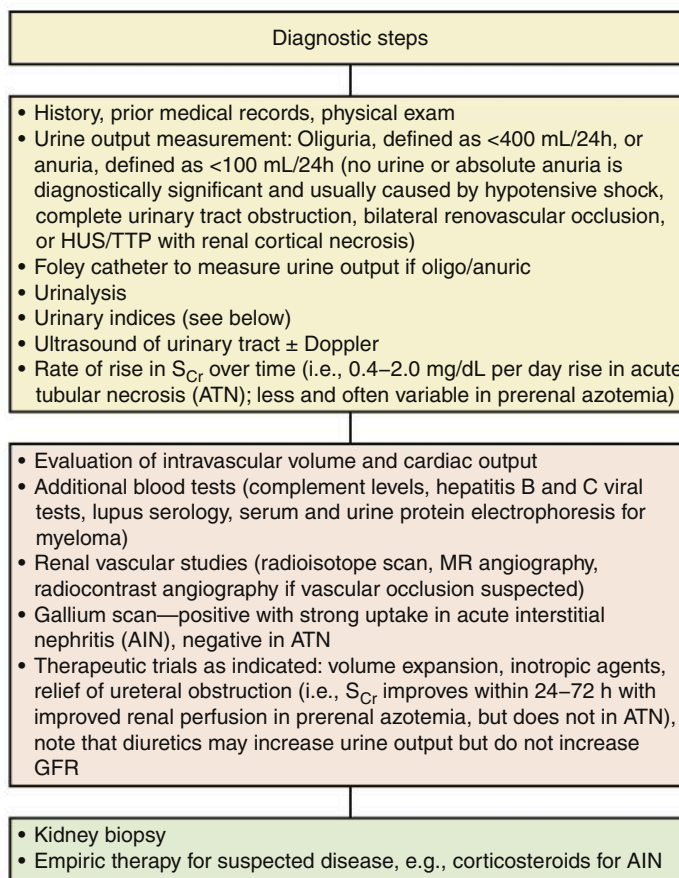 Diagnostic steps
• History, prior medical records, physical exam
• Urine output measurement: Oliguria, defined as <400 mL/24h, or
anuria, defined as <100 mL/24h (no urine or absolute anuria is
diagnostically significant and usually caused by hypotensive shock,
complete urinary tract obstruction, bilateral renovascular occlusion,
or HUS/TTP with renal cortical necrosis)
• Foley catheter to measure urine output if oligo/anuric
• Urinalysis
• Urinary indices (see below)
• Ultrasound of urinary tract ± Doppler
• Rate of rise in SCr over time (i.e., 0.4–2.0 mg/dL per day rise in acute
tubular necrosis (ATN); less and often variable in prerenal azotemia)
• Evaluation of intravascular volume and cardiac output
• Additional blood tests (complement levels, hepatitis B and C viral
tests, lupus serology, serum and urine protein electrophoresis for
myeloma)
• Renal vascular studies (radioisotope scan, MR angiography,
radiocontrast angiography if vascular occlusion suspected)
• Gallium scan—positive with strong uptake in acute interstitial
nephritis (AIN), negative in ATN
• Therapeutic trials as indicated: volume expansion, inotropic agents,
relief of ureteral obstruction (i.e., SCr improves within 24–72 h with
improved renal perfusion in prerenal azotemia, but does not in ATN),
note that diuretics may increase urine output but do not increase
GFR
• Kidney biopsy
• Empiric therapy for suspected disease, e.g., corticosteroids for AIN